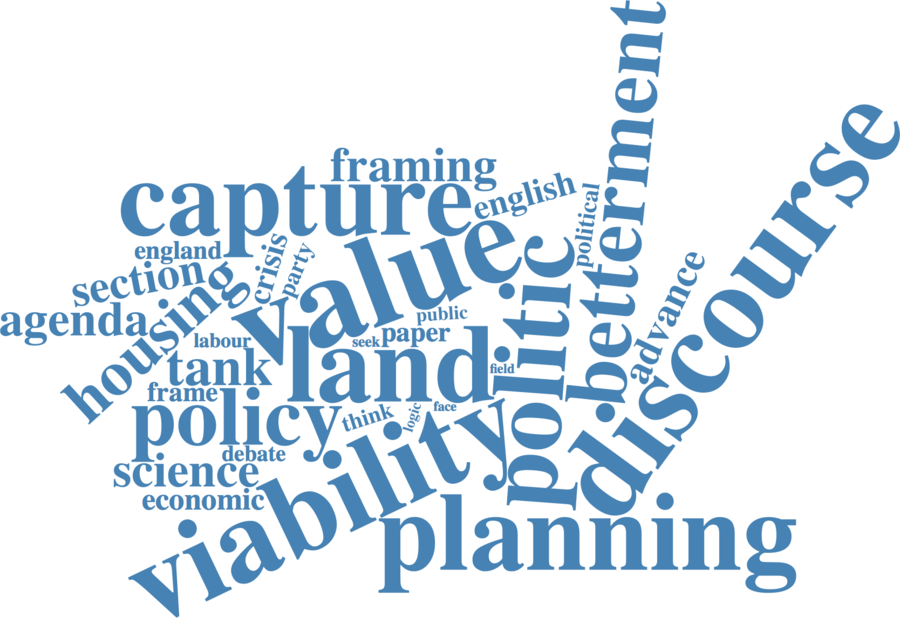 betterment
discourse
framing
capture
english
political
value
england
crisis
party
section
politic
advance
housing
agenda
public
labour
seek
paper
land
field
tank
frame
policy
think
logic
face
debate
viability
science
economic
planning